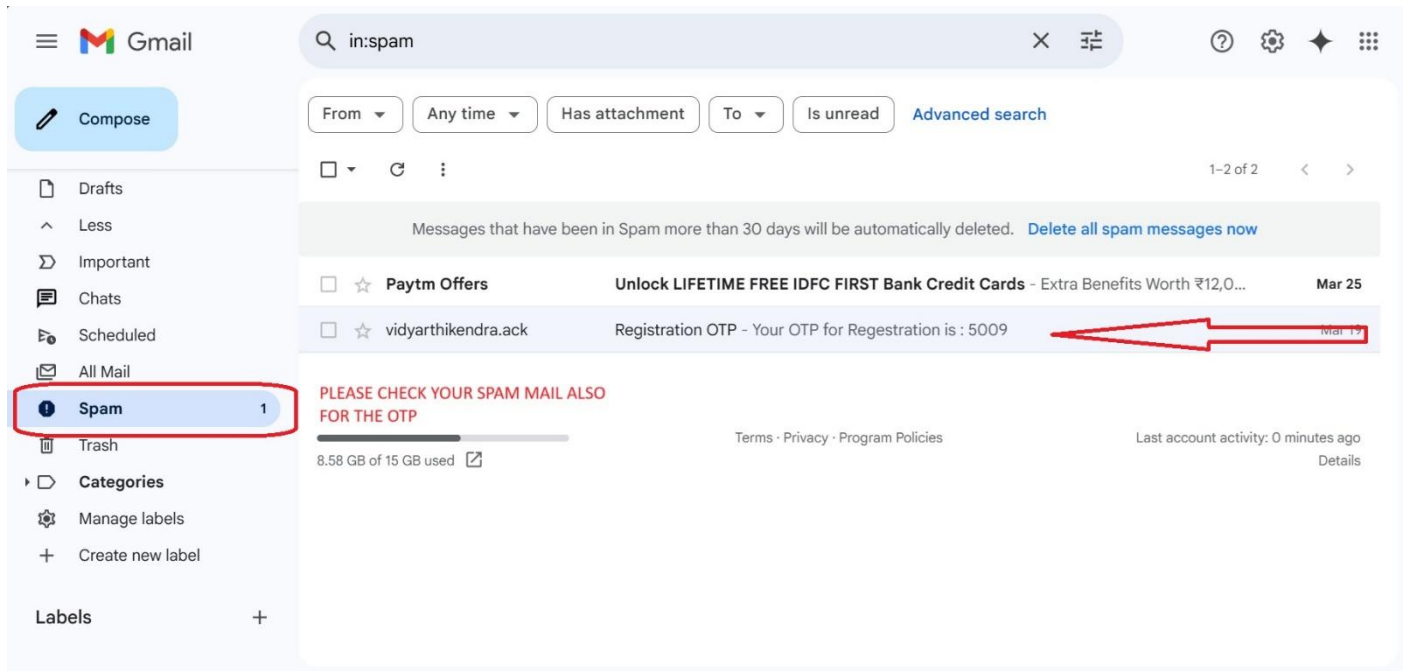 Gmail
in:spam
Compose
From
Any time
Has attachment
To
Is unread
Advanced search
1–2 of 2
Drafts
Less
Important
Chats
Scheduled
All Mail
Spam 1
Trash
Categories
Manage labels
Create new label
Labels
Messages that have been in Spam more than 30 days will be automatically deleted. Delete all spam messages now
Paytm Offers Unlock LIFETIME FREE IDFC FIRST Bank Credit Cards - Extra Benefits Worth ₹12,0... Mar 25
vidyarthikendra.ack Registration OTP - Your OTP for Regestration is : 5009 Mar 19
PLEASE CHECK YOUR SPAM MAIL ALSO
FOR THE OTP
8.58 GB of 15 GB used
Terms · Privacy · Program Policies
Last account activity: 0 minutes ago
Details